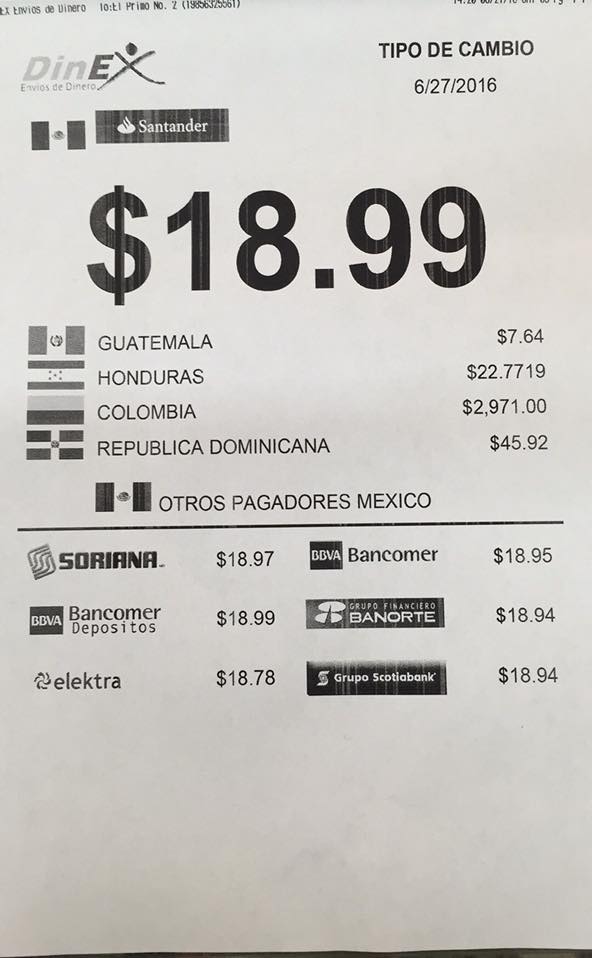 EX Envios de Dinero To:El Primo No. 2 (19856325561)
DinEX
Envios de Dinero
TIPO DE CAMBIO
6/27/2016
Santander
$18.99
GUATEMALA $7.64
HONDURAS $22.7719
COLOMBIA $2,971.00
REPUBLICA DOMINICANA $45.92
OTROS PAGADORES MEXICO
SORIANA $18.97 BBVA Bancomer $18.95
BBVA Bancomer Depositos $18.99 GRUPO FINANCIERO BANORTE $18.94
elektra $18.78 Grupo Scotiabank $18.94